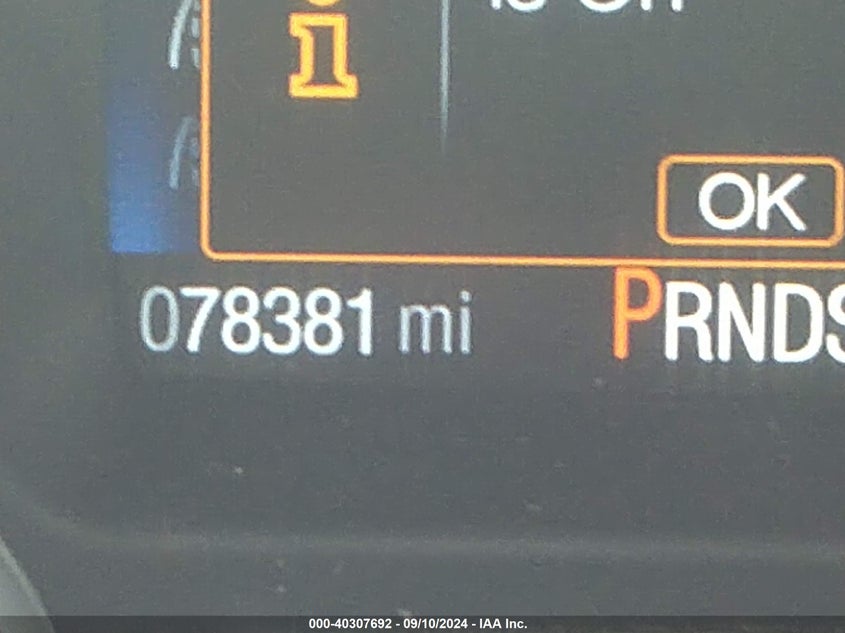 OK
078381 mi
PRNDS
000-40307692 - 09/10/2024 - IAA Inc.